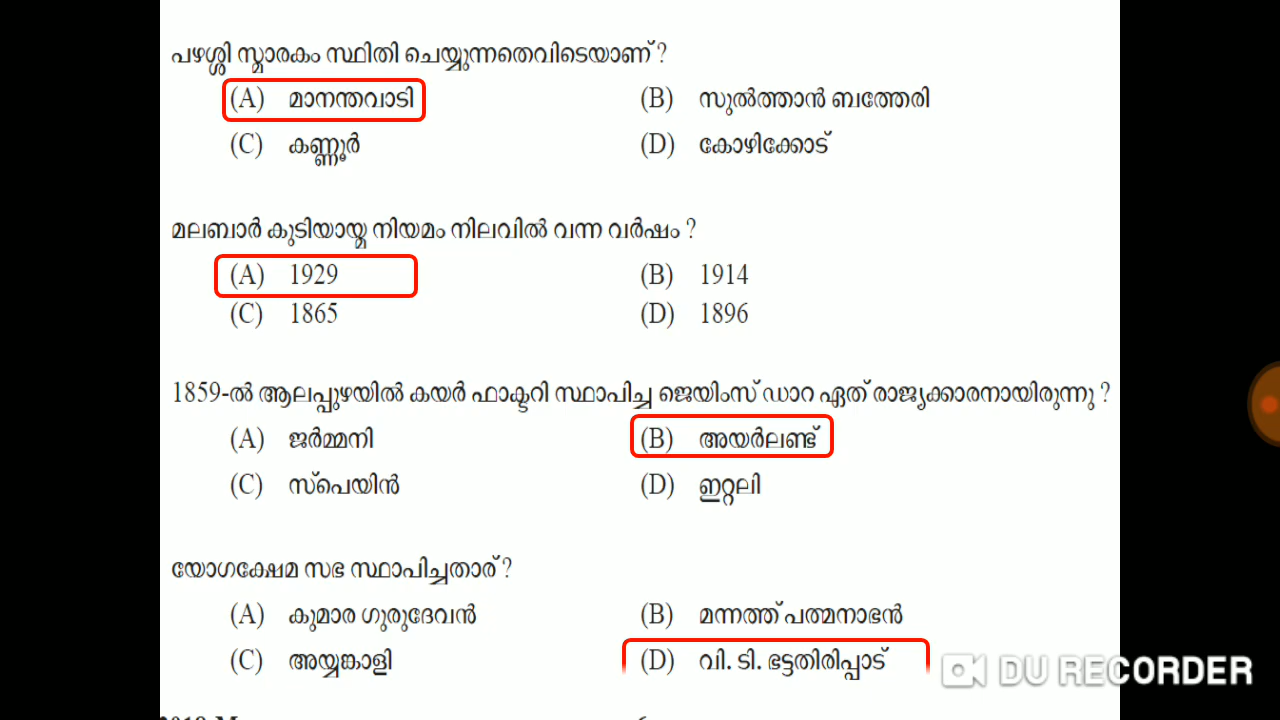 പഴശ്ശി സ്മാരകം സ്ഥിതി ചെയ്യുന്നതെവിടെയാണ് ?
(A) മാനന്തവാടി (B) സുൽത്താൻ ബത്തേരി
(C) കണ്ണൂർ (D) കോഴിക്കോട്
മലബാർ കുടിയായ്മ നിയമം നിലവിൽ വന്ന വർഷം ?
(A) 1929 (B) 1914
(C) 1865 (D) 1896
1859-ൽ ആലപ്പുഴയിൽ കയർ ഫാക്ടറി സ്ഥാപിച്ച ജെയിംസ് ഡാറ ഏത് രാജ്യക്കാരനായിരുന്നു ?
(A) ജർമ്മനി (B) അയർലണ്ട്
(C) സ്പെയിൻ (D) ഇറ്റലി
യോഗക്ഷേമ സഭ സ്ഥാപിച്ചതാര് ?
(A) കുമാര ഗുരുദേവൻ (B) മന്നത്ത് പത്മനാഭൻ
(C) അയ്യങ്കാളി (D) വി. ടി. ഭട്ടതിരിപ്പാട്
DU RECORDER